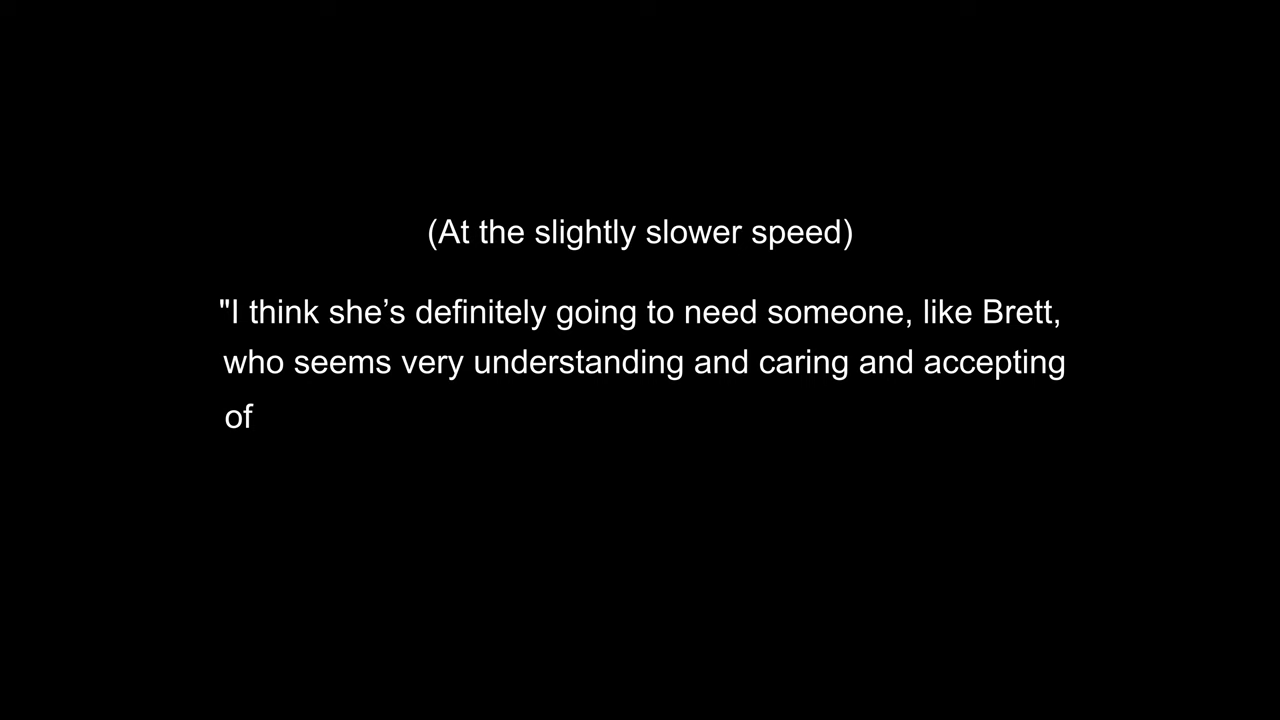 (At the slightly slower speed)
"I think she’s definitely going to need someone, like Brett,
who seems very understanding and caring and accepting
of